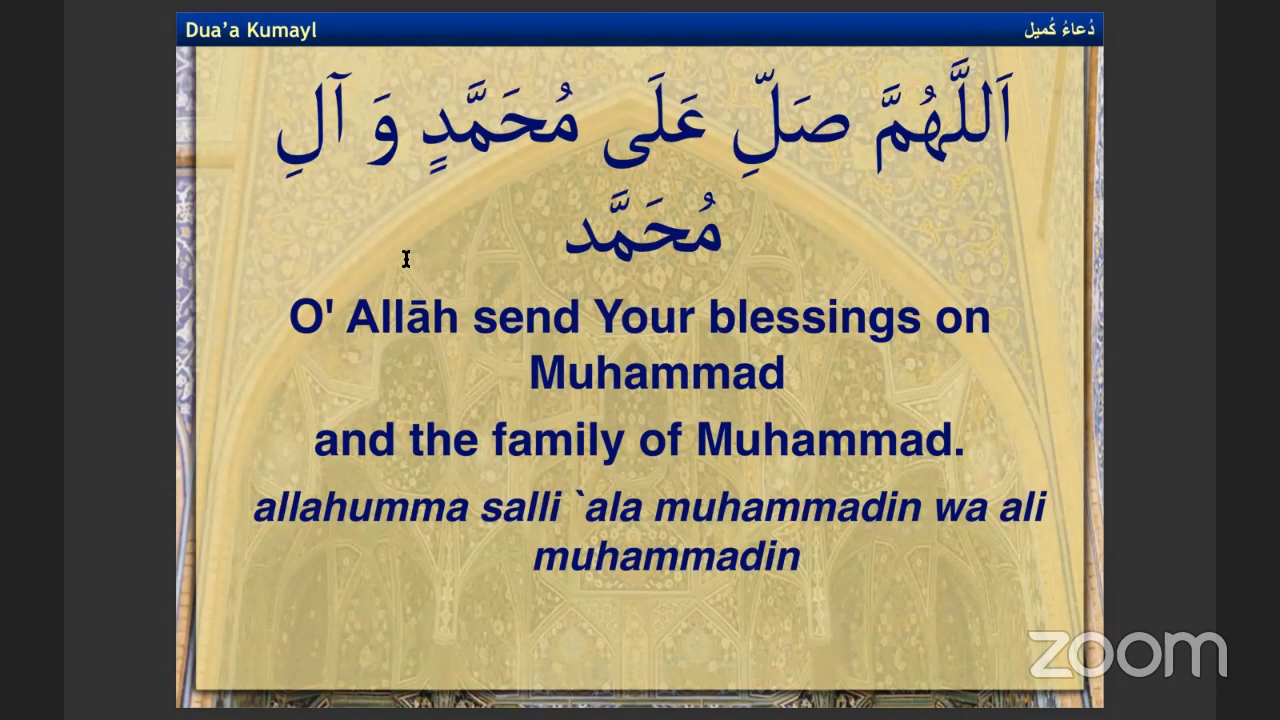 Dua’a Kumayl
دُعاءُ كُميل
اَللَّهُمَّ صَلِّ عَلَى مُحَمَّدٍ وَ آلِ
مُحَمَّد
O' Allāh send Your blessings on
Muhammad
and the family of Muhammad.
allahumma salli `ala muhammadin wa ali
muhammadin
zoom